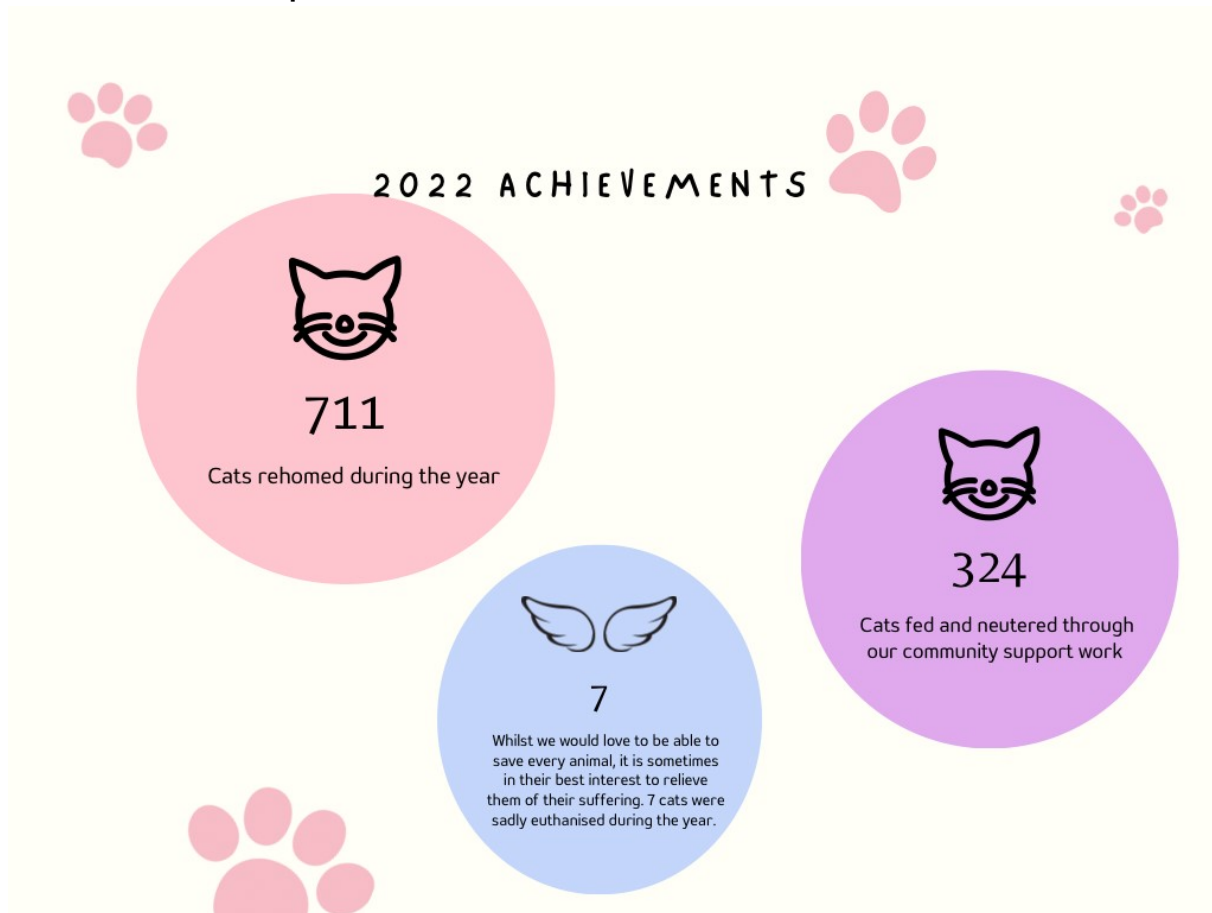 2022 ACHIEVEMENTS
711
Cats rehomed during the year
324
Cats fed and neutered through
our community support work
7
Whilst we would love to be able to
save every animal, it is sometimes
in their best interest to relieve
them of their suffering. 7 cats were
sadly euthanised during the year.